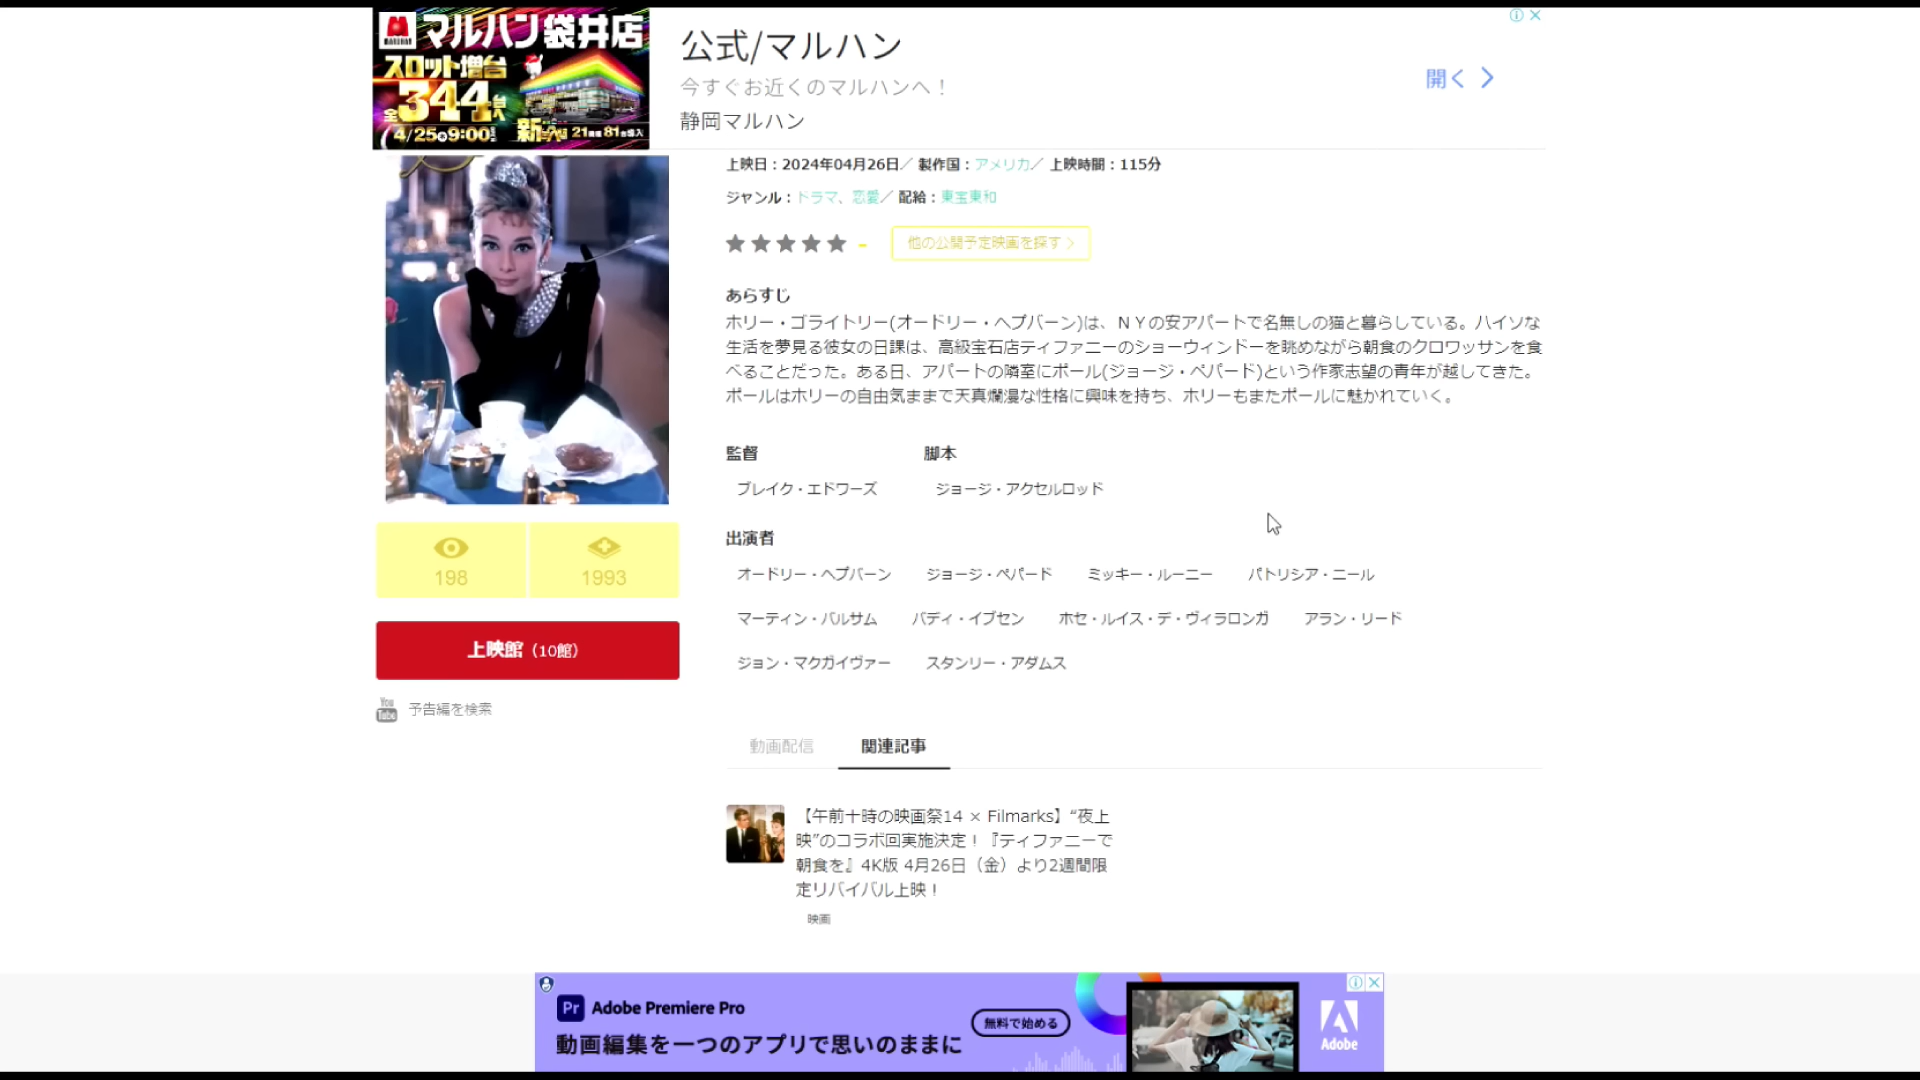 マルハン袋井店
スロット増台
全344台
4/25 9:00
公式/マルハン
今すぐお近くのマルハンへ！
静岡マルハン
開く
上映日：2024年04月26日／ 製作国：アメリカ／ 上映時間：115分
ジャンル：ドラマ、恋愛／ 配給：東宝東和
★★★★★ -
他の公開予定映画を探す
あらすじ
ホリー・ゴライトリー(オードリー・ヘプバーン)は、ＮＹの安アパートで名無しの猫と暮らしている。ハイソな
生活を夢見る彼女の日課は、高級宝石店ティファニーのショーウィンドーを眺めながら朝食のクロワッサンを食
べることだった。ある日、アパートの隣室にポール(ジョージ・ペパード)という作家志望の青年が越してきた。
ポールはホリーの自由気ままで天真爛漫な性格に興味を持ち、ホリーもまたポールに魅かれていく。
監督 脚本
ブレイク・エドワーズ ジョージ・アクセルロッド
出演者
オードリー・ヘプバーン ジョージ・ペパード ミッキー・ルーニー パトリシア・ニール
マーティン・バルサム バディ・イブセン ホセ・ルイス・デ・ヴィラロンガ アラン・リード
ジョン・マクガイヴァー スタンリー・アダムス
198 1993
上映館（10館）
You Tube 予告編を検索
動画配信 関連記事
【午前十時の映画祭14 × Filmarks】“夜上
映”のコラボ回実施決定！『ティファニーで
朝食を』4K版 4月26日（金）より2週間限
定リバイバル上映！
映画
Pr Adobe Premiere Pro
動画編集を一つのアプリで思いのままに
無料で始める
Adobe